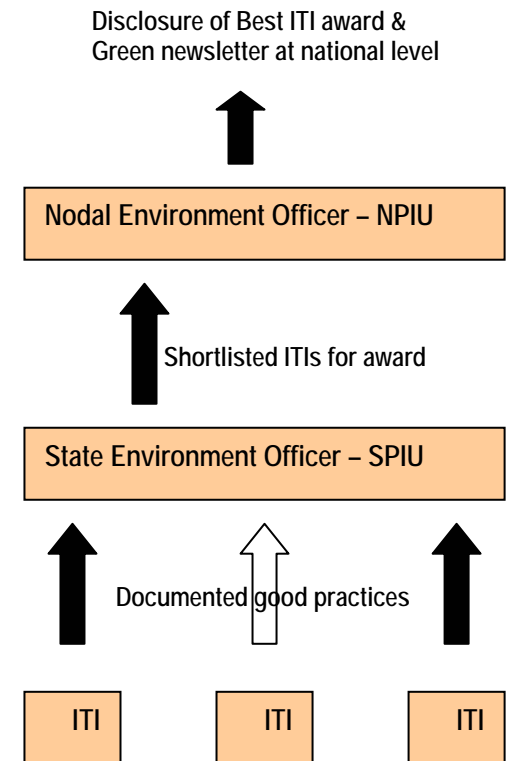 Disclosure of Best ITI award &
Green newsletter at national level
Nodal Environment Officer – NPIU
Shortlisted ITIs for award
State Environment Officer – SPIU
Documented good practices
ITI
ITI
ITI